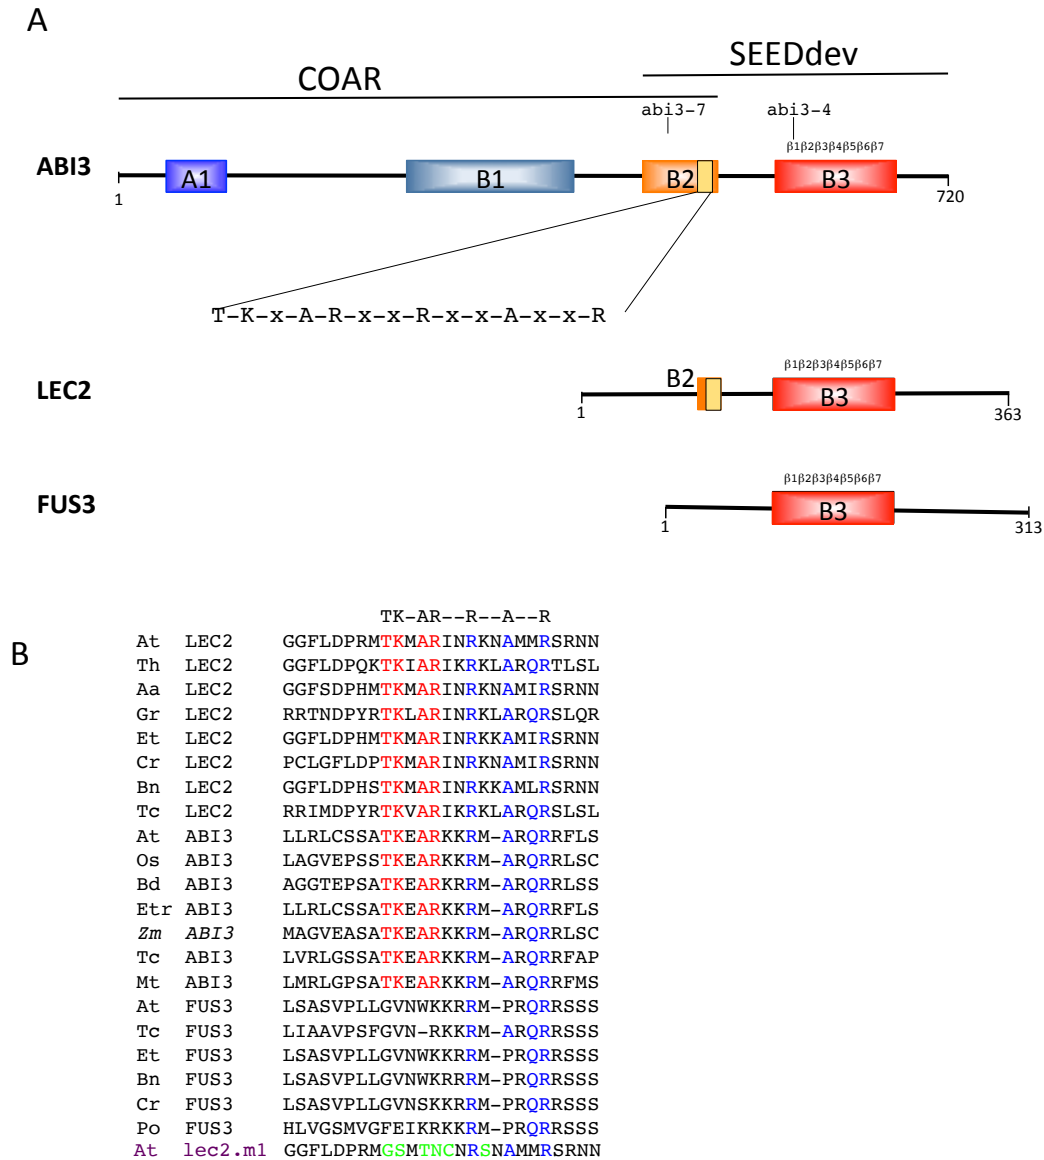 A
SEEDdev
COAR
abi3-7 abi3-4
β1β2β3β4β5β6β7
ABI3 A1 B1 B2 B3
1 720
T-K-x-A-R-x-x-R-x-x-A-x-x-R
β1β2β3β4β5β6β7
LEC2 B2 B3
1 363
β1β2β3β4β5β6β7
FUS3 B3
1 313
TK-AR--R--A--R
B
At LEC2 GGFLDPRMTKMARINRKNAMMRSRNN
Th LEC2 GGFLDPQKTKIARIKRKLARQRTLSL
Aa LEC2 GGFSDPHMTKMARINRKNAMIRSRNN
Gr LEC2 RRTNDPYRTKLARINRKLARQRSLQR
Et LEC2 GGFLDPHMTKMARINRKKAMIRSRNN
Cr LEC2 PCLGFLDPTKMARINRKNAMIRSRNN
Bn LEC2 GGFLDPHSTKMARINRKKAMLRSRNN
Tc LEC2 RRIMDPYRTKVARIKRKLARQRSLSL
At ABI3 LLRLCSSATKEARKKRM-ARQRRFLS
Os ABI3 LAGVEPSSTKEARKKRM-ARQRRLSC
Bd ABI3 AGGTEPSATKEARKRRM-ARQRRLSS
Etr ABI3 LLRLCSSATKEARKKRM-ARQRRFLS
Zm ABI3 MAGVEASATKEARKKRM-ARQRRLSC
Tc ABI3 LVRLGSSATKEARKKRM-ARQRRFAP
Mt ABI3 LMRLGPSATKEARKKRM-ARQRRFMS
At FUS3 LSASVPLLGVNWKKRRM-PRQRRSSS
Tc FUS3 LIAAVPSFGVN-RKKRM-ARQRRSSS
Et FUS3 LSASVPLLGVNWKKRRM-PRQRRSSS
Bn FUS3 LSASVPLLGVNWKRRRM-PRQRRSSS
Cr FUS3 LSASVPLLGVNSKKRRM-PRQRRSSS
Po FUS3 HLVGSMVGFEIKRKKRM-PRQRRSSS
At lec2.m1 GGFLDPRMGSMTNCNRSNAMMRSRNN